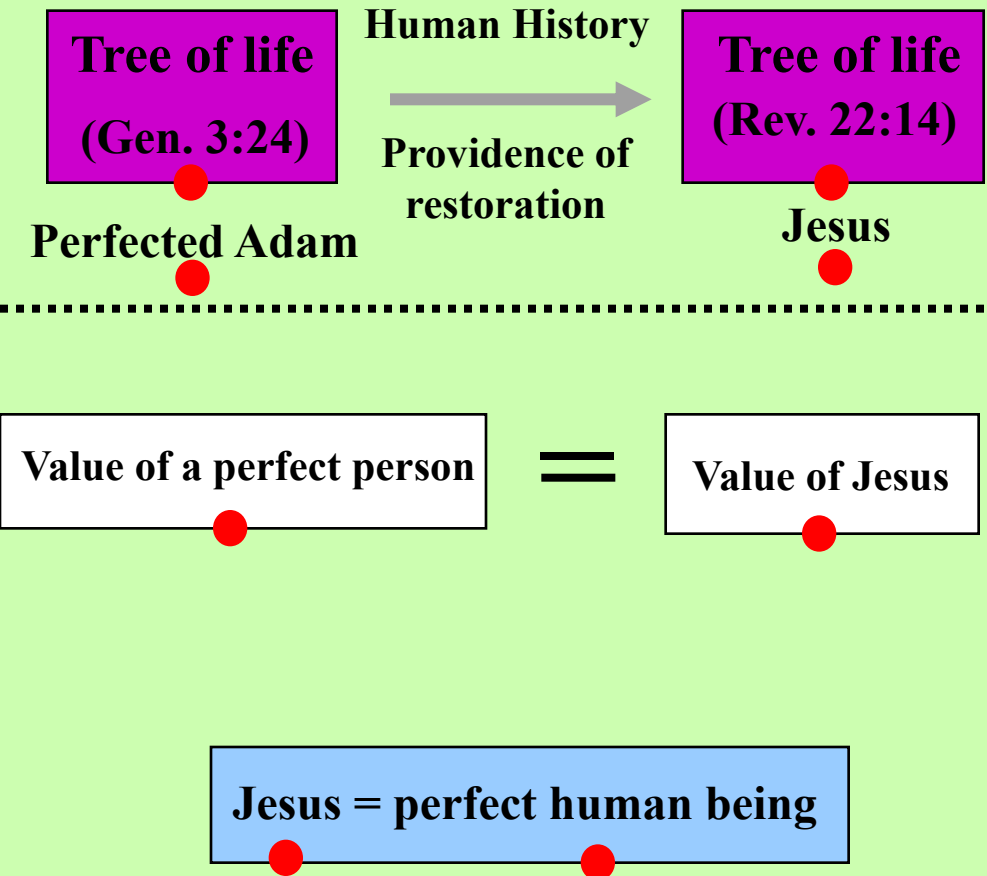 Tree of life
(Gen. 3:24)
Human History
Providence of
restoration
Tree of life
(Rev. 22:14)
Perfected Adam
Jesus
Value of a perfect person
=
Value of Jesus
Jesus = perfect human being